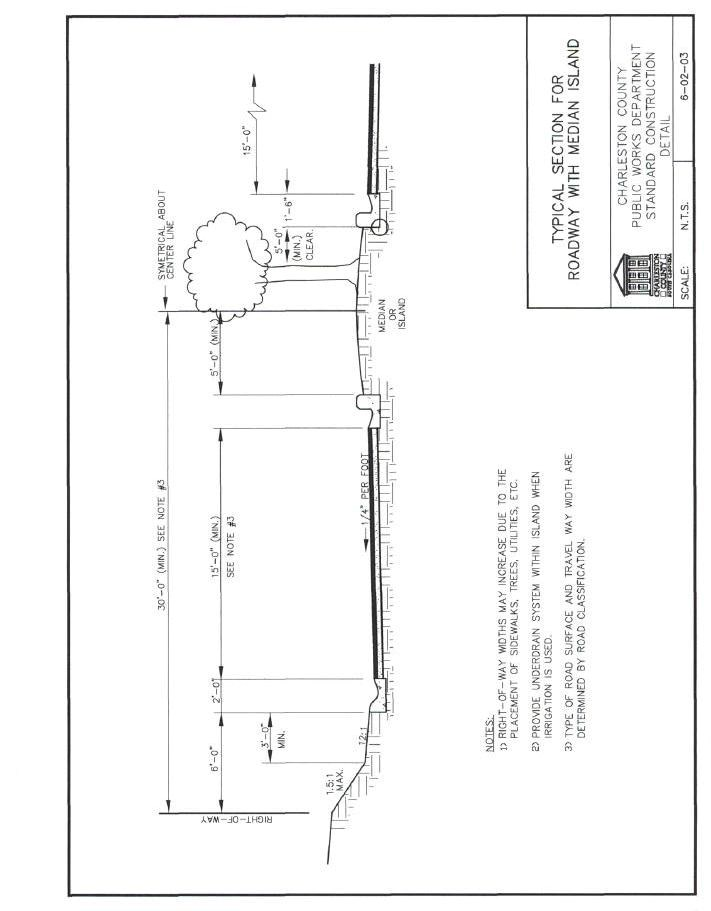 SYMETRICAL ABOUT
CENTER LINE
30'-0" (MIN.) SEE NOTE #3
6'-0"
2'-0"
15'-0" (MIN.)
SEE NOTE #3
5'-0" (MIN.)
15'-0"
1'-6"
5'-0"
(MIN.)
CLEAR.
3'-0"
MIN.
RIGHT-OF-WAY
1.5:1
MAX.
12:1
1/4" PER FOOT
MEDIAN
OR
ISLAND
NOTES:
1) RIGHT-OF-WAY WIDTHS MAY INCREASE DUE TO THE
PLACEMENT OF SIDEWALKS, TREES, UTILITIES, ETC.
2) PROVIDE UNDERDRAIN SYSTEM WITHIN ISLAND WHEN
IRRIGATION IS USED.
3) TYPE OF ROAD SURFACE AND TRAVEL WAY WIDTH ARE
DETERMINED BY ROAD CLASSIFICATION.
TYPICAL SECTION FOR
ROADWAY WITH MEDIAN ISLAND
CHARLESTON
COUNTY
SOUTH CAROLINA
CHARLESTON COUNTY
PUBLIC WORKS DEPARTMENT
STANDARD CONSTRUCTION
DETAIL
SCALE: N.T.S. 6-02-03